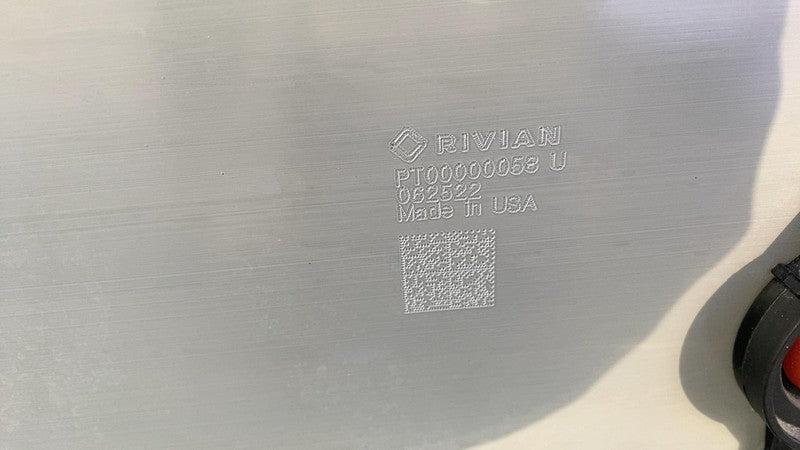 RIVIAN
PT00000058 U
062522
Made in USA